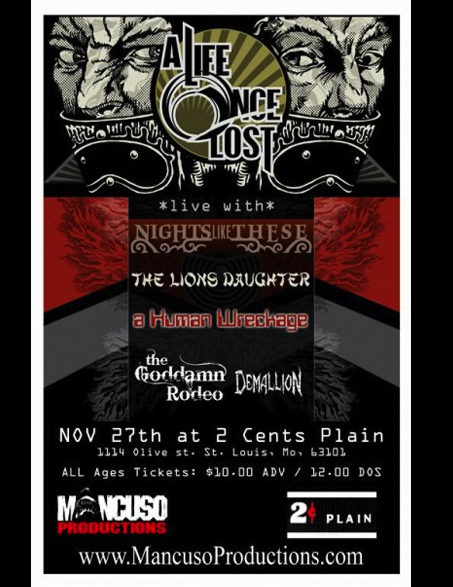 A LIFE
ONCE
LOST
*live with*
NIGHTS LIKE THESE
THE LIONS DAUGHTER
a Human Wreckage
the
Goddamn
Rodeo
DEMALLION
NOV 27th at 2 Cents Plain
1114 Olive st. St. Louis, Mo, 63101
ALL Ages Tickets: $10.00 ADV / 12.00 DOS
MANCUSO
PRODUCTIONS
2¢ PLAIN
www.MancusoProductions.com